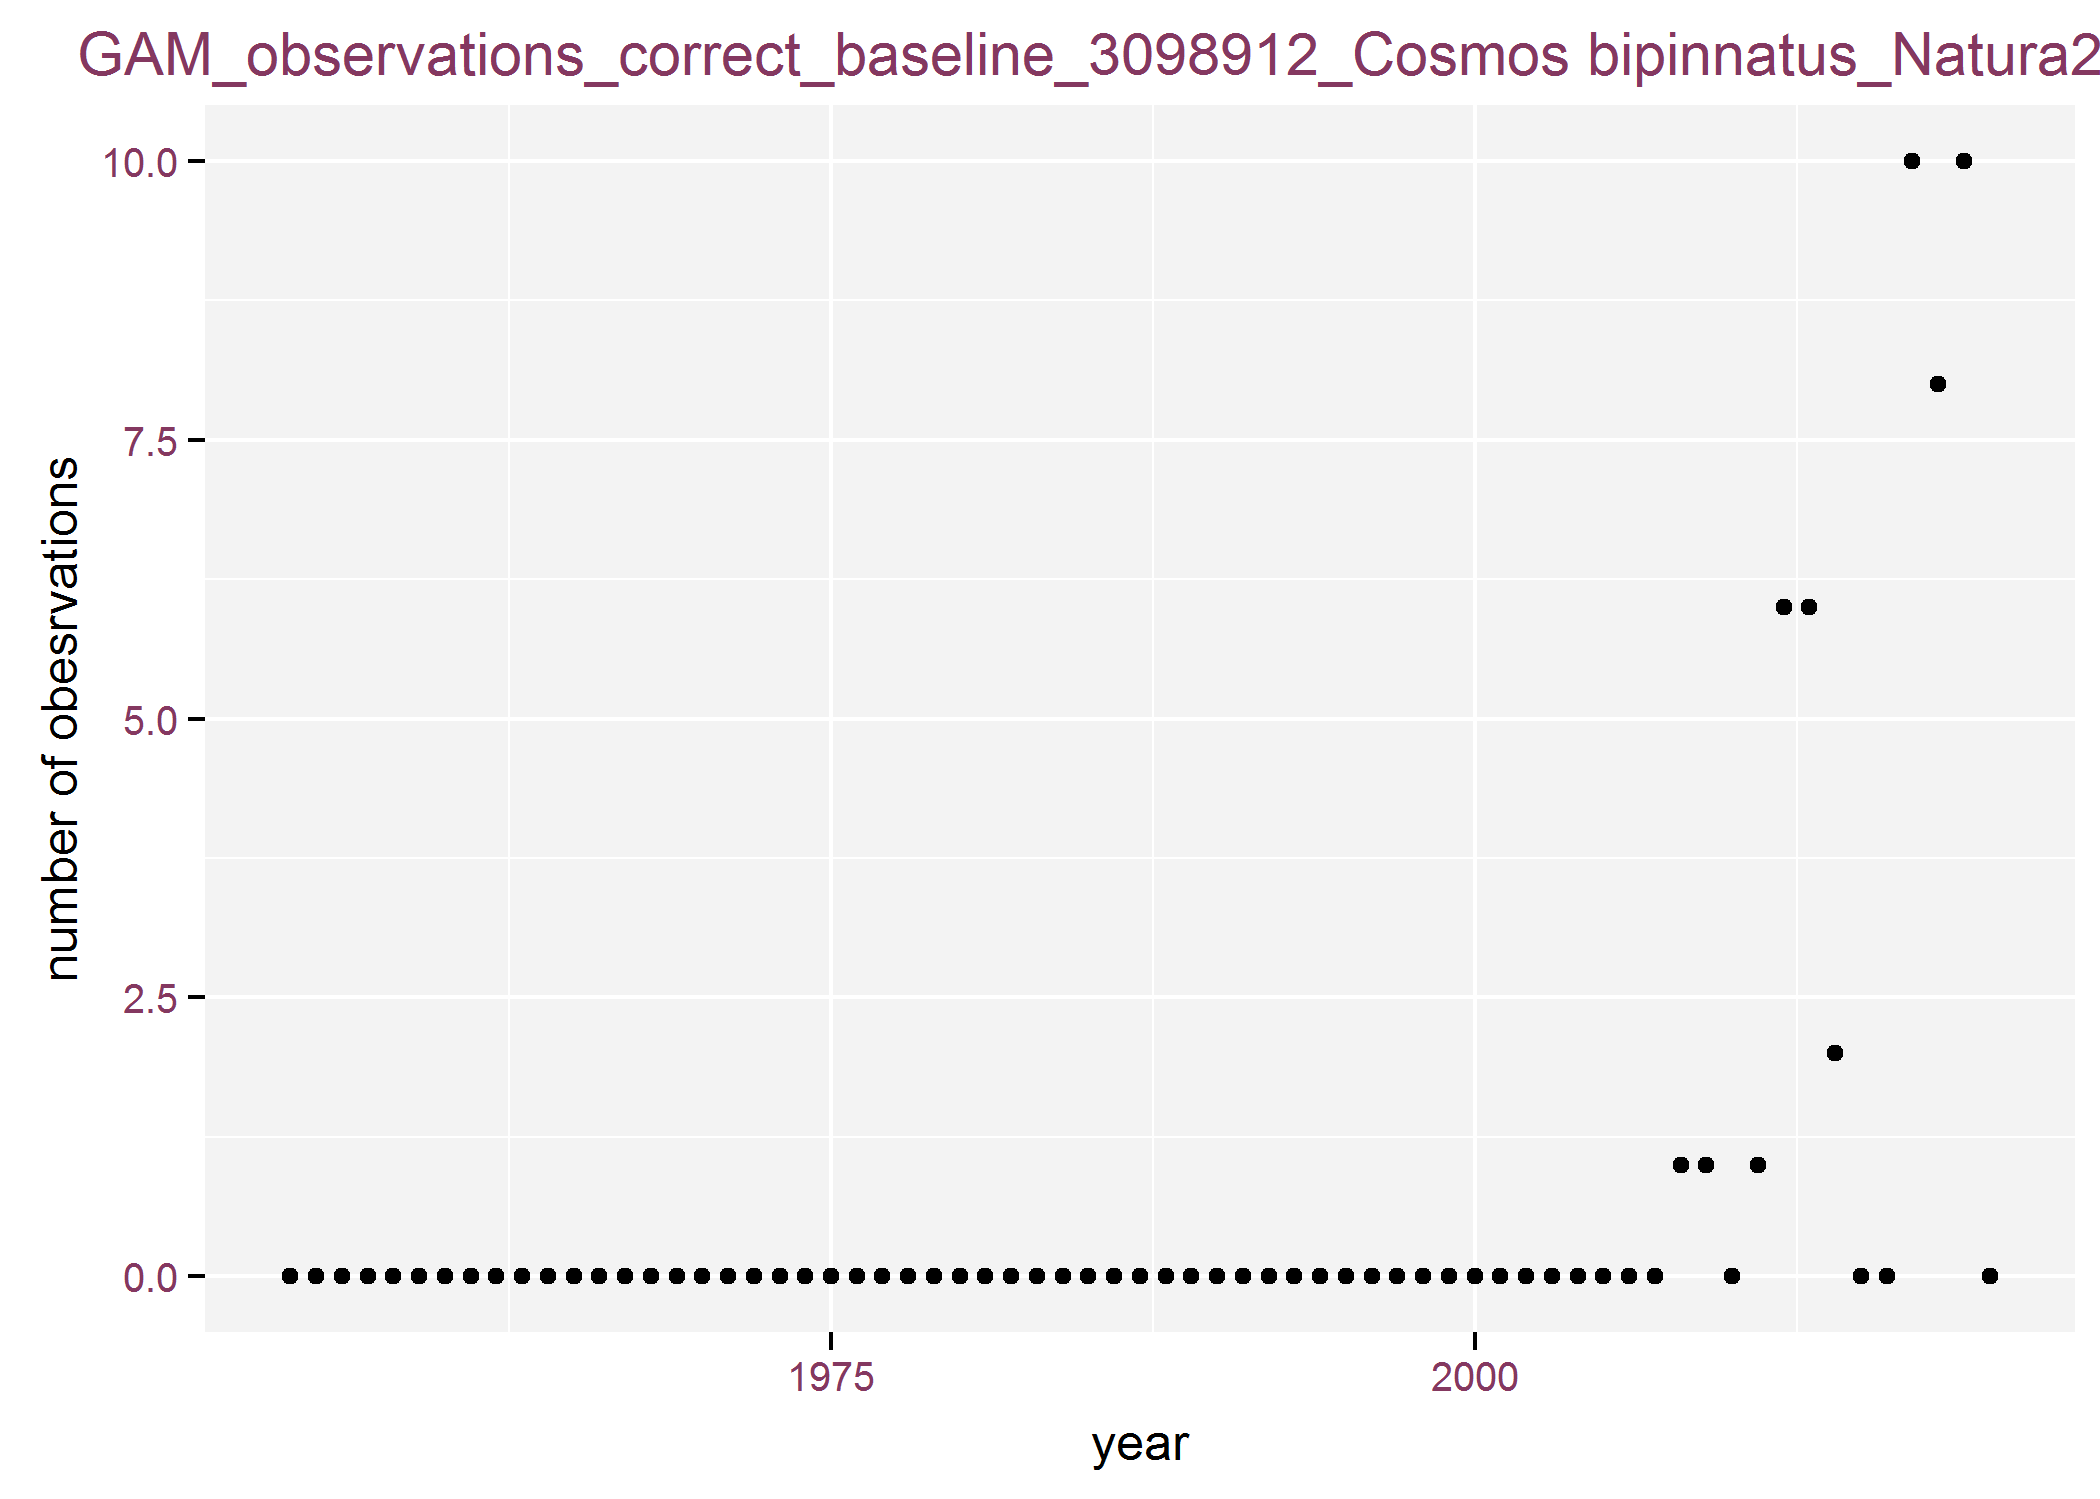 GAM_observations_correct_baseline_3098912_Cosmos bipinnatus_Natura2
10.0
7.5
5.0
2.5
0.0
number of obesrvations
1975
2000
year